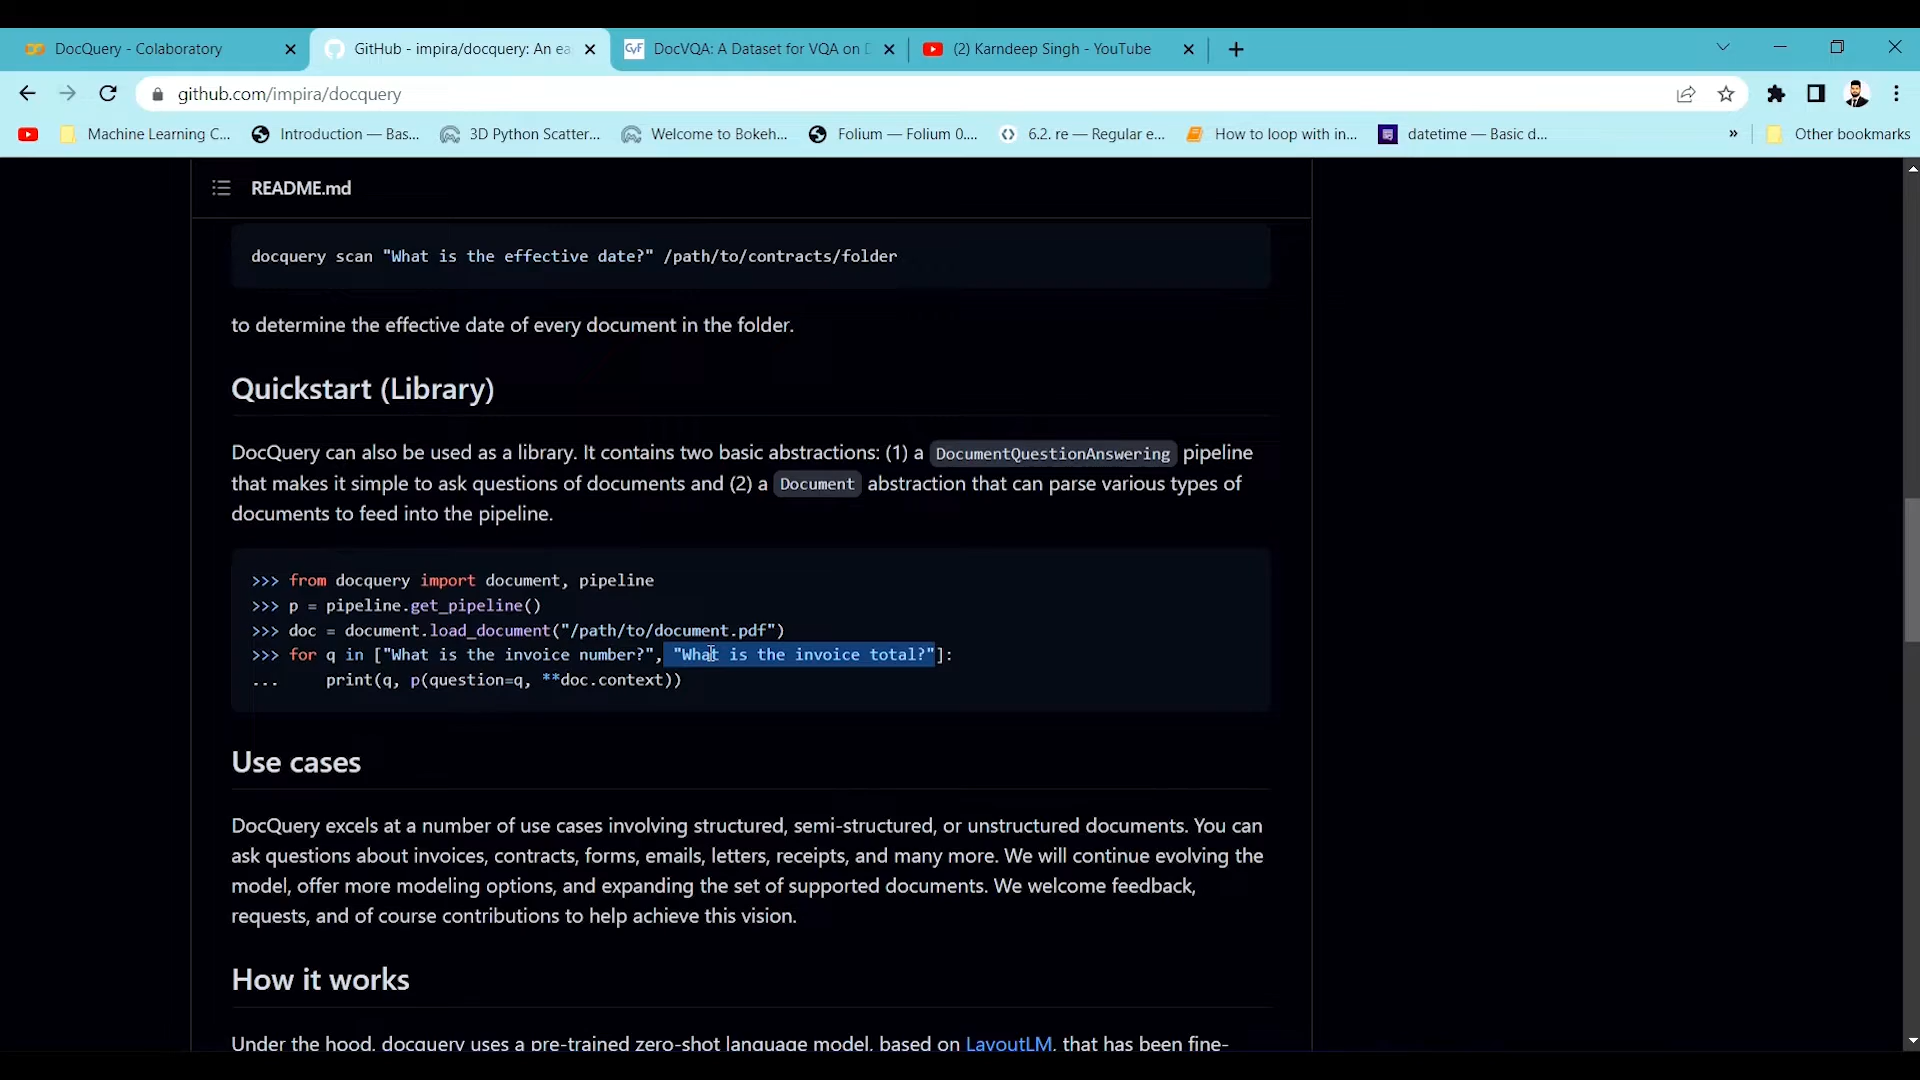 DocQuery - Colaboratory
GitHub - impira/docquery: An ea
DocVQA: A Dataset for VQA on D
(2) Karndeep Singh - YouTube
github.com/impira/docquery
Machine Learning C...
Introduction — Bas...
3D Python Scatter...
Welcome to Bokeh...
Folium — Folium 0....
6.2. re — Regular e...
How to loop with in...
datetime — Basic d...
»
Other bookmarks
README.md
docquery scan "What is the effective date?" /path/to/contracts/folder
to determine the effective date of every document in the folder.
Quickstart (Library)
DocQuery can also be used as a library. It contains two basic abstractions: (1) a DocumentQuestionAnswering pipeline
that makes it simple to ask questions of documents and (2) a Document abstraction that can parse various types of
documents to feed into the pipeline.
>>> from docquery import document, pipeline
>>> p = pipeline.get_pipeline()
>>> doc = document.load_document("/path/to/document.pdf")
>>> for q in ["What is the invoice number?", "What is the invoice total?"]:
...     print(q, p(question=q, **doc.context))
Use cases
DocQuery excels at a number of use cases involving structured, semi-structured, or unstructured documents. You can
ask questions about invoices, contracts, forms, emails, letters, receipts, and many more. We will continue evolving the
model, offer more modeling options, and expanding the set of supported documents. We welcome feedback,
requests, and of course contributions to help achieve this vision.
How it works
Under the hood, docquery uses a pre-trained zero-shot language model, based on LayoutLM, that has been fine-